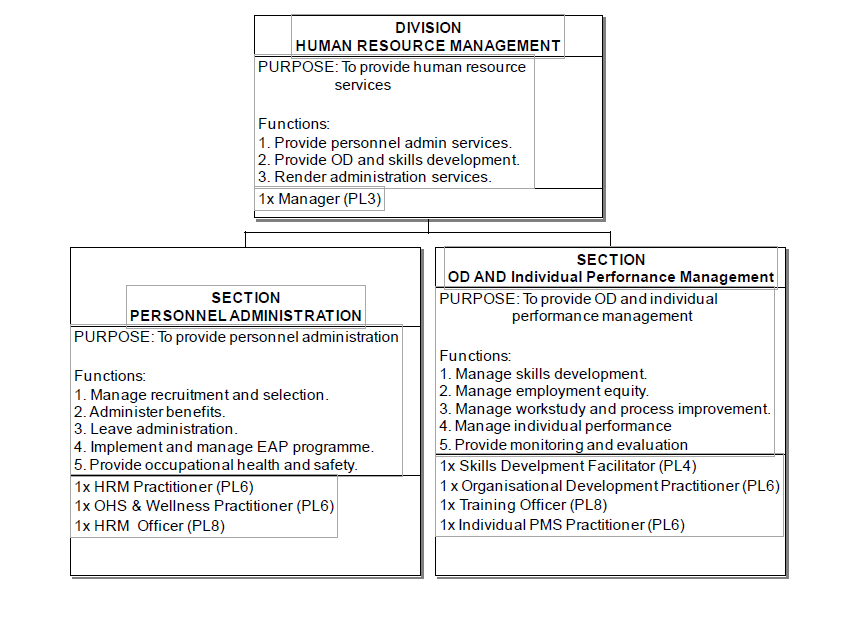 DIVISION
HUMAN RESOURCE MANAGEMENT
PURPOSE: To provide human resource
services
Functions:
1. Provide personnel admin services.
2. Provide OD and skills development.
3. Render administration services.
1x Manager (PL3)
SECTION
PERSONNEL ADMINISTRATION
PURPOSE: To provide personnel administration
Functions:
1. Manage recruitment and selection.
2. Administer benefits.
3. Leave administration.
4. Implement and manage EAP programme.
5. Provide occupational health and safety.
1x HRM Practitioner (PL6)
1x OHS & Wellness Practitioner (PL6)
1x HRM Officer (PL8)
SECTION
OD AND Individual Perfornance Management
PURPOSE: To provide OD and individual
performance management
Functions:
1. Manage skills development.
2. Manage employment equity.
3. Manage workstudy and process improvement.
4. Manage individual performance
5. Provide monitoring and evaluation
1x Skills Develpment Facilitator (PL4)
1 x Organisational Development Practitioner (PL6)
1x Training Officer (PL8)
1x Individual PMS Practitioner (PL6)